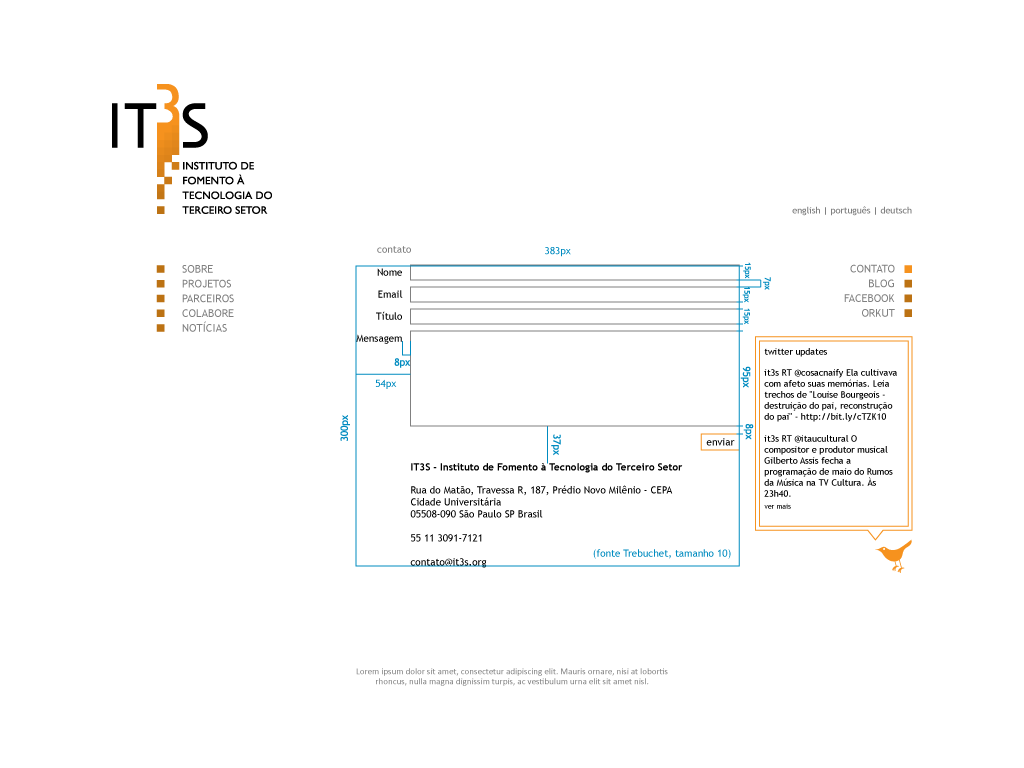 IT3S
INSTITUTO DE
FOMENTO À
TECNOLOGIA DO
TERCEIRO SETOR
english | português | deutsch
SOBRE
PROJETOS
PARCEIROS
COLABORE
NOTÍCIAS
contato
383px
Nome
15px
7px
Email
15px
Título
15px
Mensagem
8px
54px
95px
300px
37px
8px
enviar
IT3S - Instituto de Fomento à Tecnologia do Terceiro Setor
Rua do Matão, Travessa R, 187, Prédio Novo Milênio - CEPA
Cidade Universitária
05508-090 São Paulo SP Brasil
55 11 3091-7121
(fonte Trebuchet, tamanho 10)
contato@it3s.org
CONTATO
BLOG
FACEBOOK
ORKUT
twitter updates
it3s RT @cosacnaify Ela cultivava
com afeto suas memórias. Leia
trechos de "Louise Bourgeois -
destruição do pai, reconstrução
do pai" - http://bit.ly/cTZK10
it3s RT @itaucultural O
compositor e produtor musical
Gilberto Assis fecha a
programação de maio do Rumos
da Música na TV Cultura. Às
23h40.
ver mais
Lorem ipsum dolor sit amet, consectetur adipiscing elit. Mauris ornare, nisi at lobortis
rhoncus, nulla magna dignissim turpis, ac vestibulum urna elit sit amet nisl.